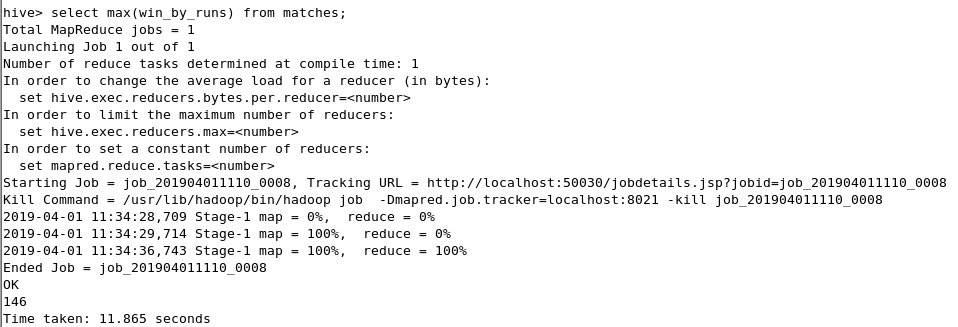 hive> select max(win_by_runs) from matches;
Total MapReduce jobs = 1
Launching Job 1 out of 1
Number of reduce tasks determined at compile time: 1
In order to change the average load for a reducer (in bytes):
  set hive.exec.reducers.bytes.per.reducer=<number>
In order to limit the maximum number of reducers:
  set hive.exec.reducers.max=<number>
In order to set a constant number of reducers:
  set mapred.reduce.tasks=<number>
Starting Job = job_201904011110_0008, Tracking URL = http://localhost:50030/jobdetails.jsp?jobid=job_201904011110_0008
Kill Command = /usr/lib/hadoop/bin/hadoop job  -Dmapred.job.tracker=localhost:8021 -kill job_201904011110_0008
2019-04-01 11:34:28,709 Stage-1 map = 0%,  reduce = 0%
2019-04-01 11:34:29,714 Stage-1 map = 100%,  reduce = 0%
2019-04-01 11:34:36,743 Stage-1 map = 100%,  reduce = 100%
Ended Job = job_201904011110_0008
OK
146
Time taken: 11.865 seconds